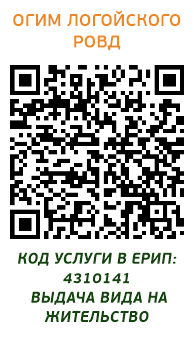 ОГИМ ЛОГОЙСКОГО
РОВД
КОД УСЛУГИ В ЕРИП:
4310141
ВЫДАЧА ВИДА НА
ЖИТЕЛЬСТВО